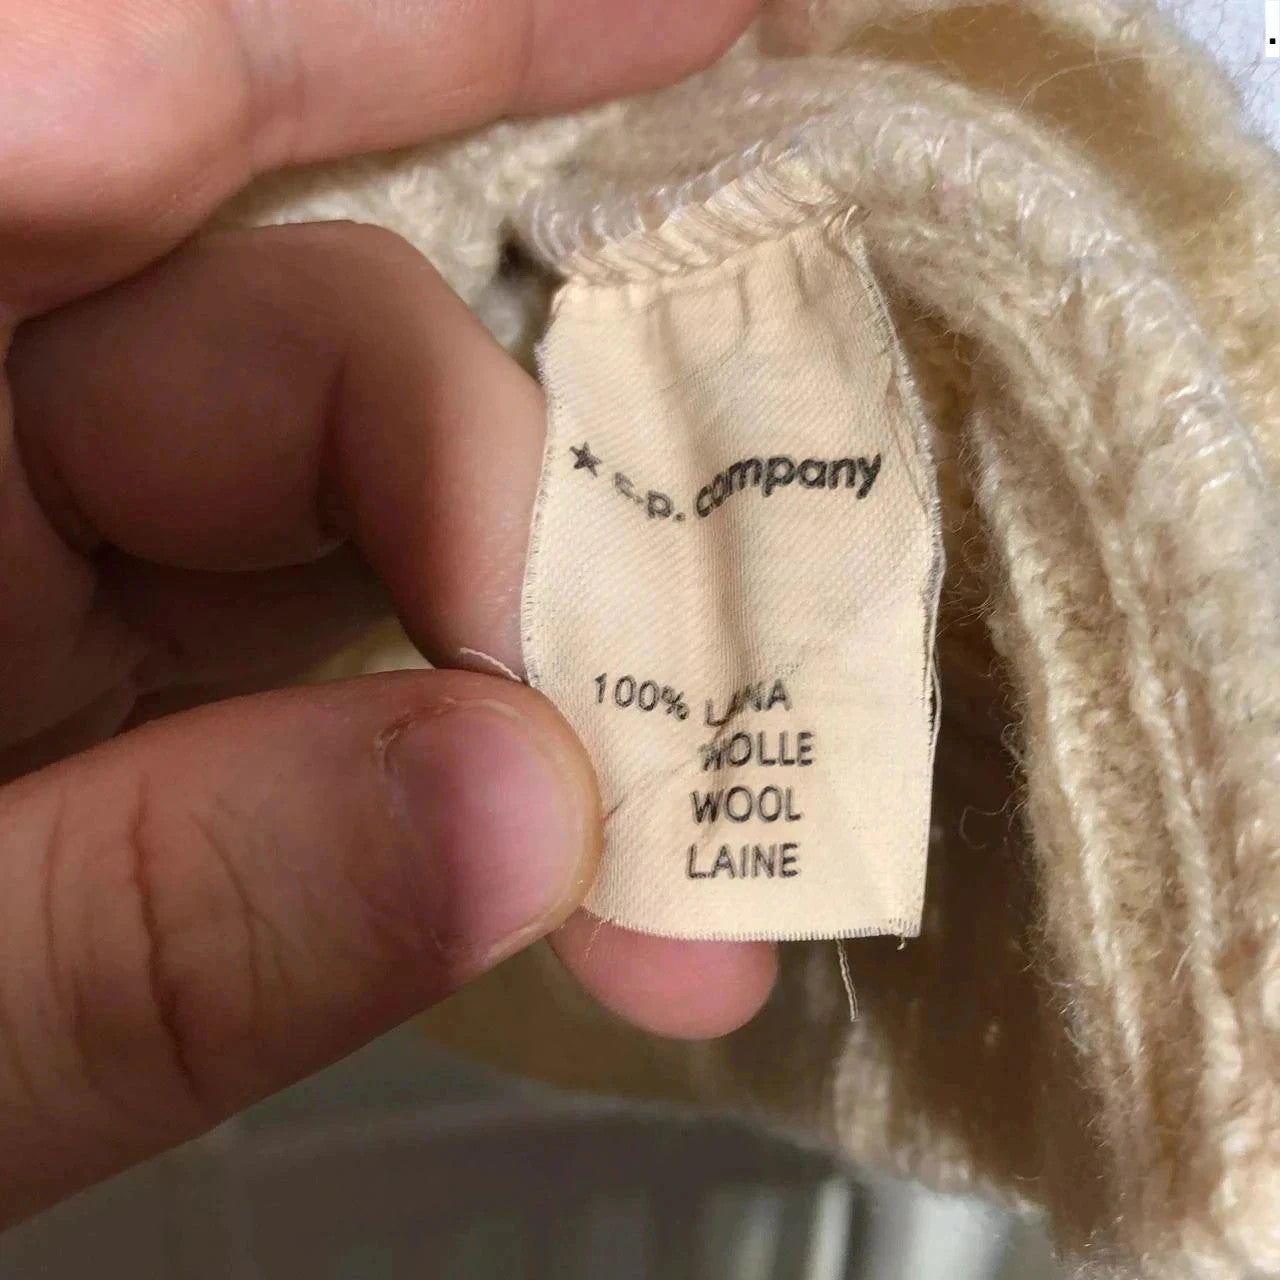 ★ c.p. company
100% LANA
WOLLE
WOOL
LAINE
.